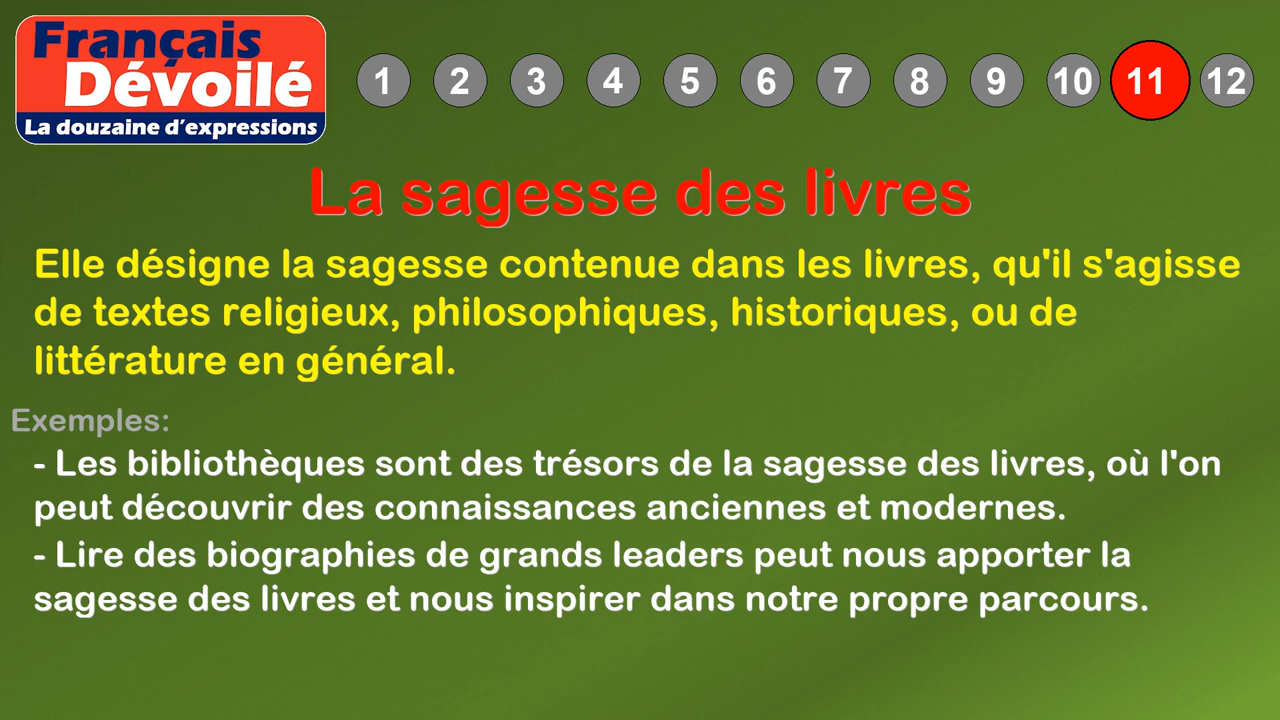 Français
Dévoilé
La douzaine d'expressions
1 2 3 4 5 6 7 8 9 10 11 12
La sagesse des livres
Elle désigne la sagesse contenue dans les livres, qu'il s'agisse
de textes religieux, philosophiques, historiques, ou de
littérature en général.
Exemples:
- Les bibliothèques sont des trésors de la sagesse des livres, où l'on
peut découvrir des connaissances anciennes et modernes.
- Lire des biographies de grands leaders peut nous apporter la
sagesse des livres et nous inspirer dans notre propre parcours.